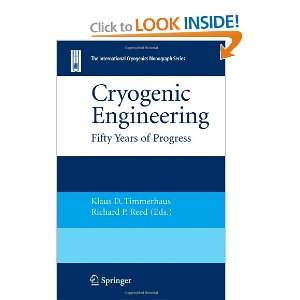 Click to
LOOK INSIDE!
The International Cryogenics Monograph Series
Cryogenic
Engineering
Fifty Years of Progress
Klaus D. Timmerhaus
Richard P. Reed (Eds.)
Springer